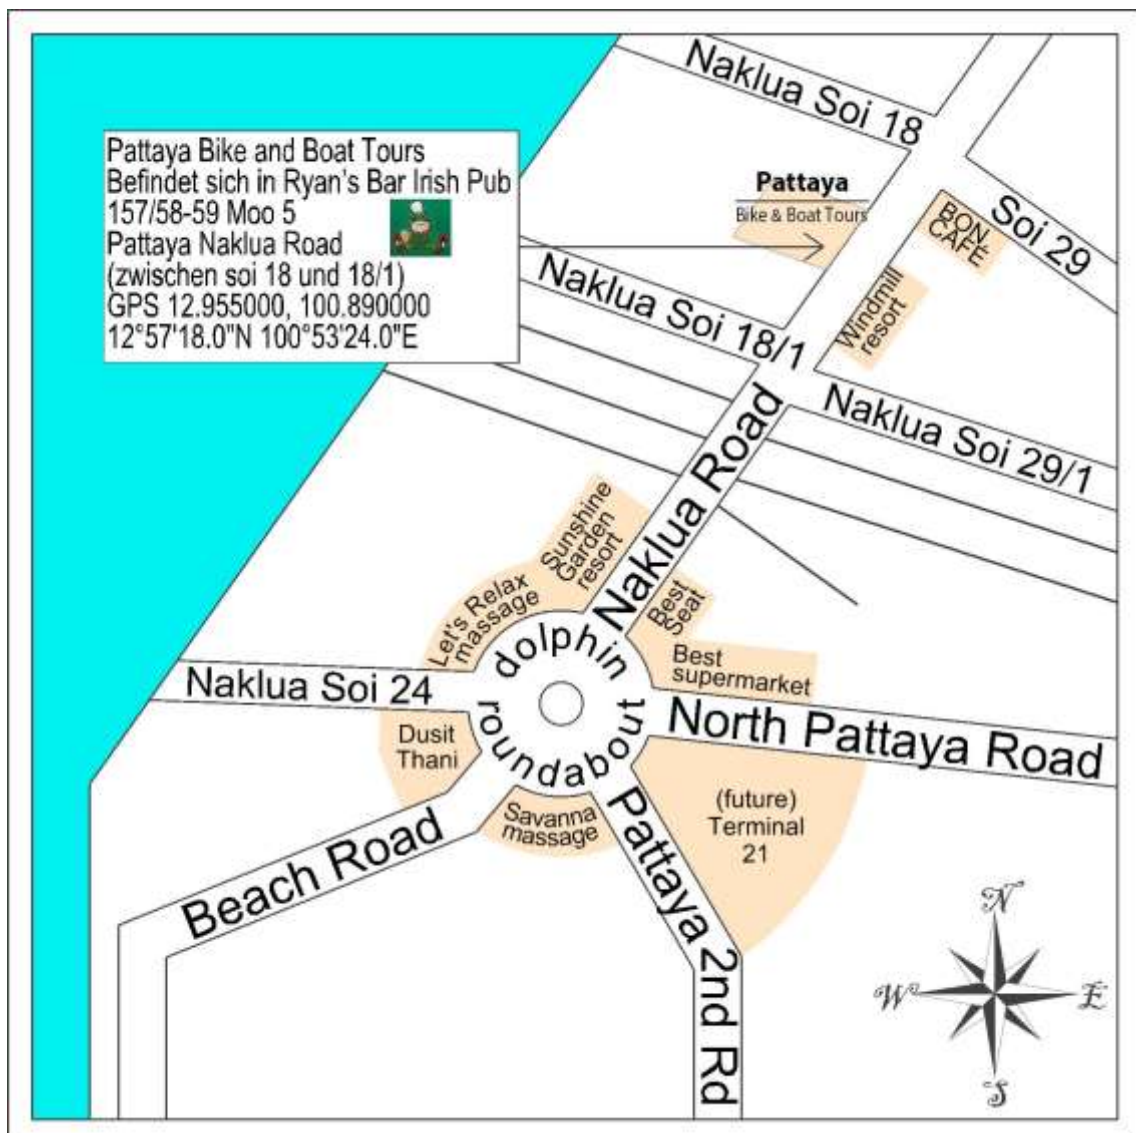 Naklua Soi 18
Pattaya Bike and Boat Tours
Befindet sich in Ryan's Bar Irish Pub
157/58-59 Moo 5
Pattaya Naklua Road
(zwischen soi 18 und 18/1)
GPS 12.955000, 100.890000
12°57'18.0"N 100°53'24.0"E
Pattaya
Bike & Boat Tours
BON
CAFÉ
Soi 29
Naklua Soi 18/1
Windmill
resort
Naklua Road
Naklua Soi 29/1
Sunshine
Garden
resort
Let's Relax
massage
Best
Seat
dolphin
roundabout
Best
supermarket
Naklua Soi 24
North Pattaya Road
Dusit
Thani
Savanna
massage
(future)
Terminal
21
Beach Road
Pattaya 2nd Rd
N
W
E
S